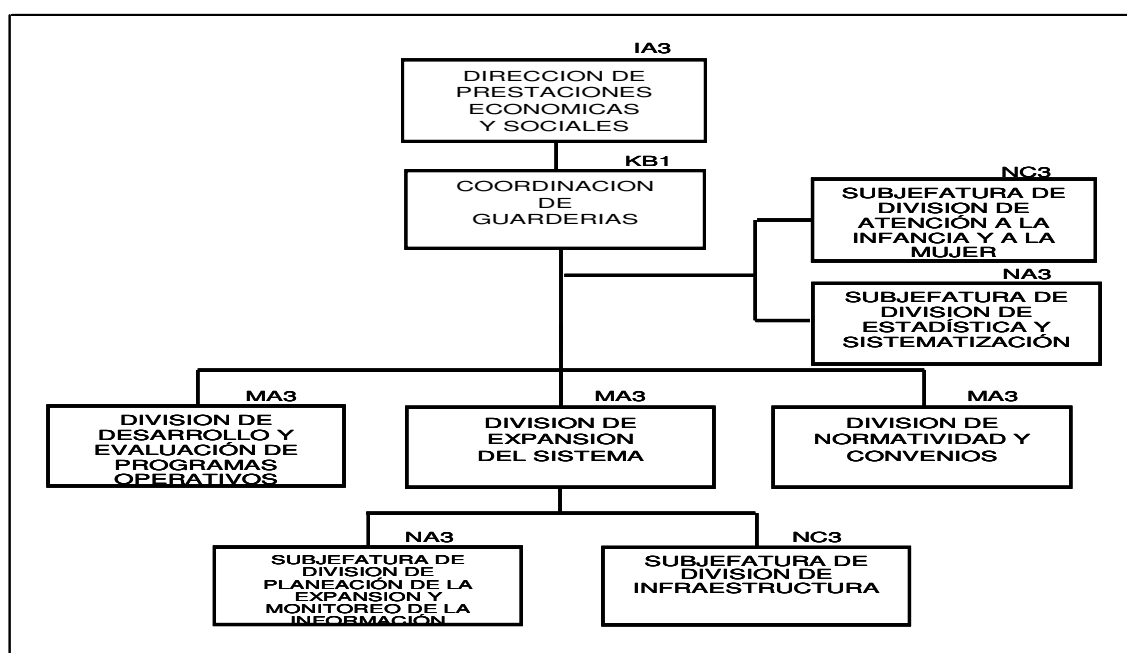 IA3
DIRECCION DE
PRESTACIONES
ECONOMICAS
Y SOCIALES
KB1
COORDINACION
DE
GUARDERIAS
NC3
SUBJEFATURA DE
DIVISION DE
ATENCIÓN A LA
INFANCIA Y A LA
MUJER
NA3
SUBJEFATURA DE
DIVISION DE
ESTADÍSTICA Y
SISTEMATIZACIÓN
MA3
DIVISION DE
DESARROLLO Y
EVALUACIÓN DE
PROGRAMAS
OPERATIVOS
MA3
DIVISION DE
EXPANSION
DEL SISTEMA
MA3
DIVISION DE
NORMATIVIDAD Y
CONVENIOS
NA3
SUBJEFATURA DE
DIVISION DE
PLANEACIÓN DE LA
EXPANSION Y
MONITOREO DE LA
INFORMACIÓN
NC3
SUBJEFATURA DE
DIVISION DE
INFRAESTRUCTURA